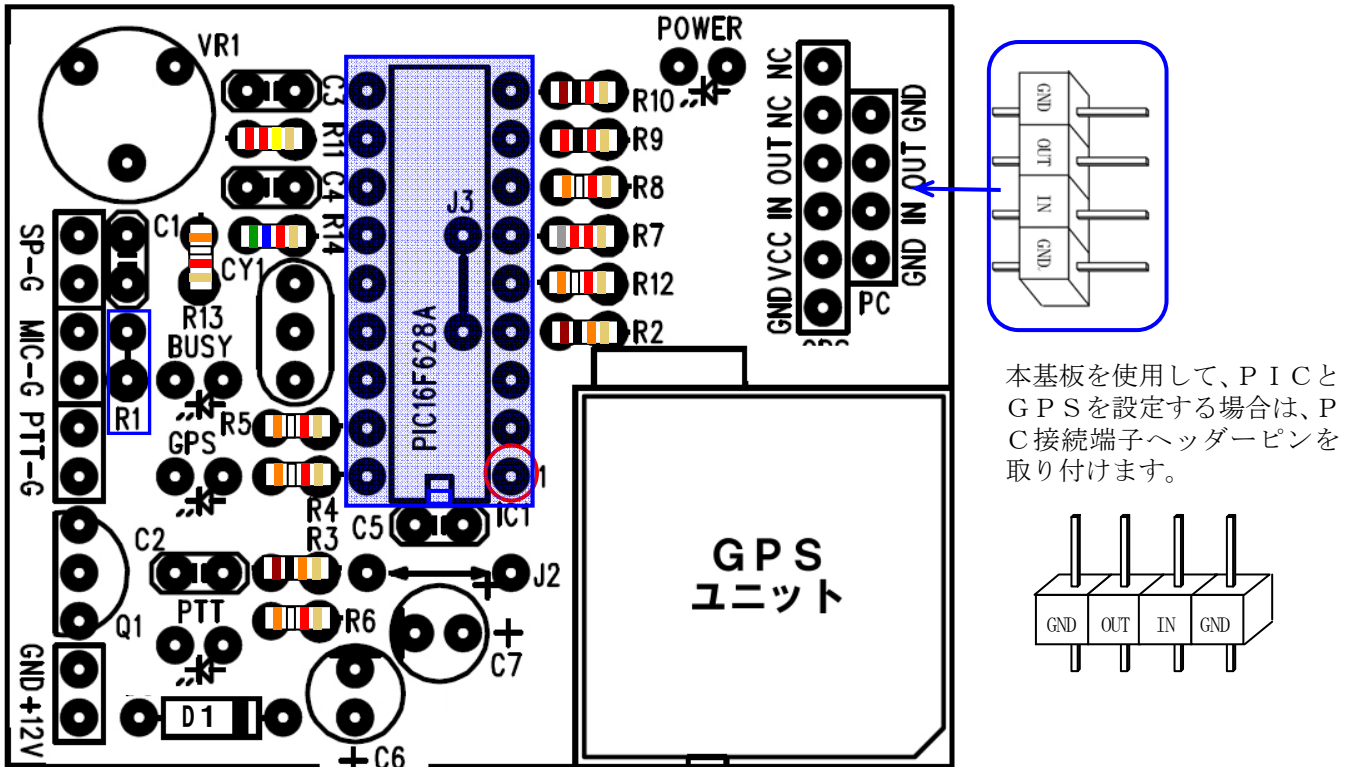 VR1
C3
R11
C4
R14
J3
PIC16F628A
POWER
R10
R9
R8
R7
R12
R2
GND VCC IN OUT NC NC
GND IN OUT GND
PC
GND
OUT
IN
GND.
SP-G
MIC-G
PTT-G
C1
CY1
R13
R1
BUSY
GPS
R5
R4
R3
C5
IC1
1
J2
C2
Q1
PTT
R6
C7
C6
GND+12V
D1
GPS
ユニット
本基板を使用して、ＰＩＣと
ＧＰＳを設定する場合は、Ｐ
Ｃ接続端子ヘッダーピンを
取り付けます。
GND OUT IN GND